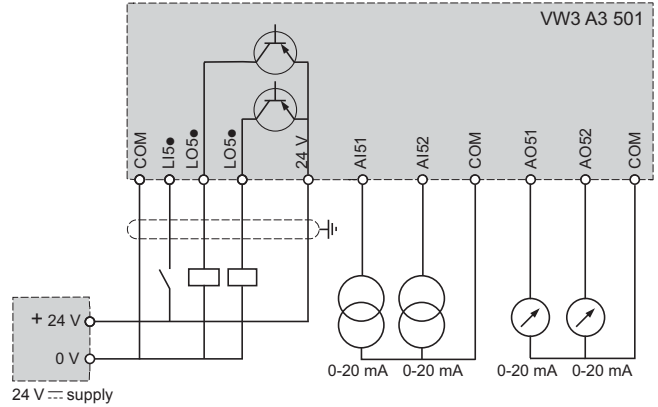 VW3 A3 501
COM
LI5●
LO5●
LO5●
24 V
AI51
AI52
COM
AO51
AO52
COM
+ 24 V
0 V
0-20 mA
0-20 mA
0-20 mA
0-20 mA
24 V ⎓ supply